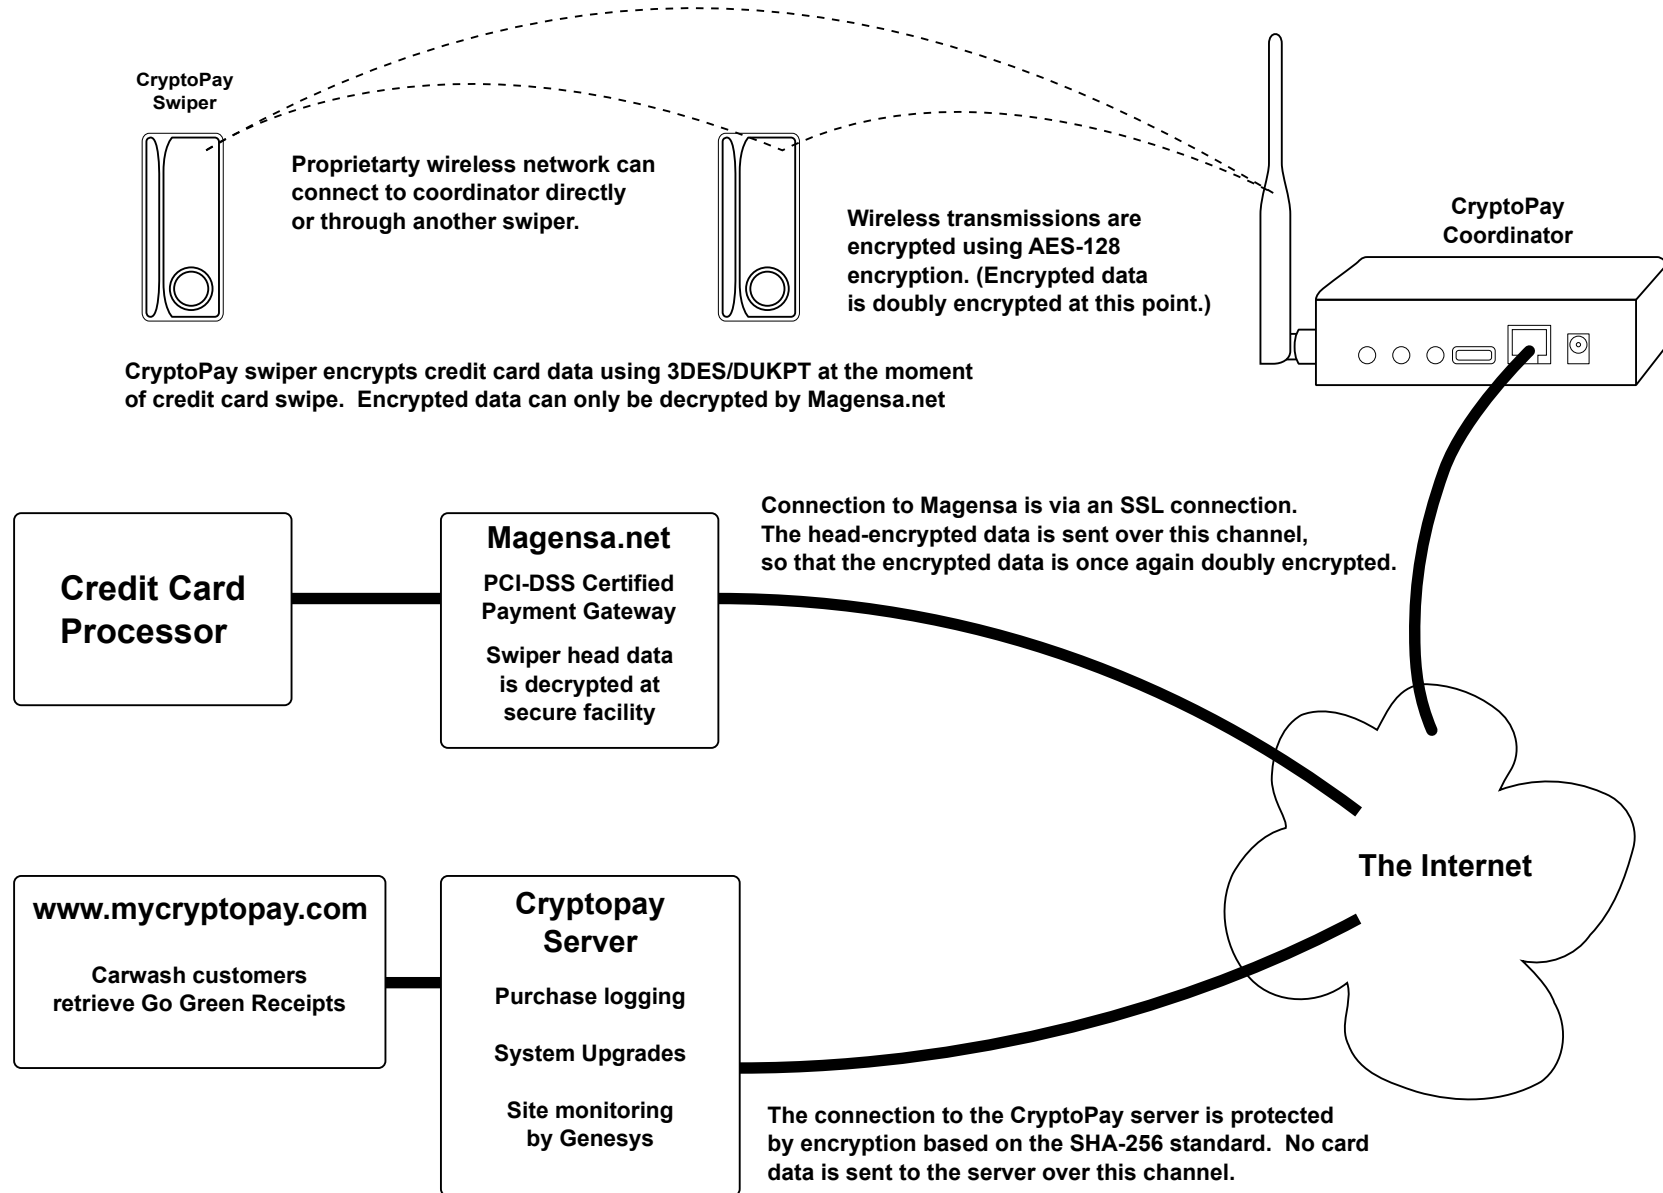 CryptoPay
Swiper
Proprietarty wireless network can
connect to coordinator directly
or through another swiper.
Wireless transmissions are
encrypted using AES-128
encryption. (Encrypted data
is doubly encrypted at this point.)
CryptoPay
Coordinator
CryptoPay swiper encrypts credit card data using 3DES/DUKPT at the moment
of credit card swipe.  Encrypted data can only be decrypted by Magensa.net
Credit Card
Processor
Magensa.net
PCI-DSS Certified
Payment Gateway
Swiper head data
is decrypted at
secure facility
Connection to Magensa is via an SSL connection.
The head-encrypted data is sent over this channel,
so that the encrypted data is once again doubly encrypted.
The Internet
www.mycryptopay.com
Carwash customers
retrieve Go Green Receipts
Cryptopay
Server
Purchase logging
System Upgrades
Site monitoring
by Genesys
The connection to the CryptoPay server is protected
by encryption based on the SHA-256 standard.  No card
data is sent to the server over this channel.